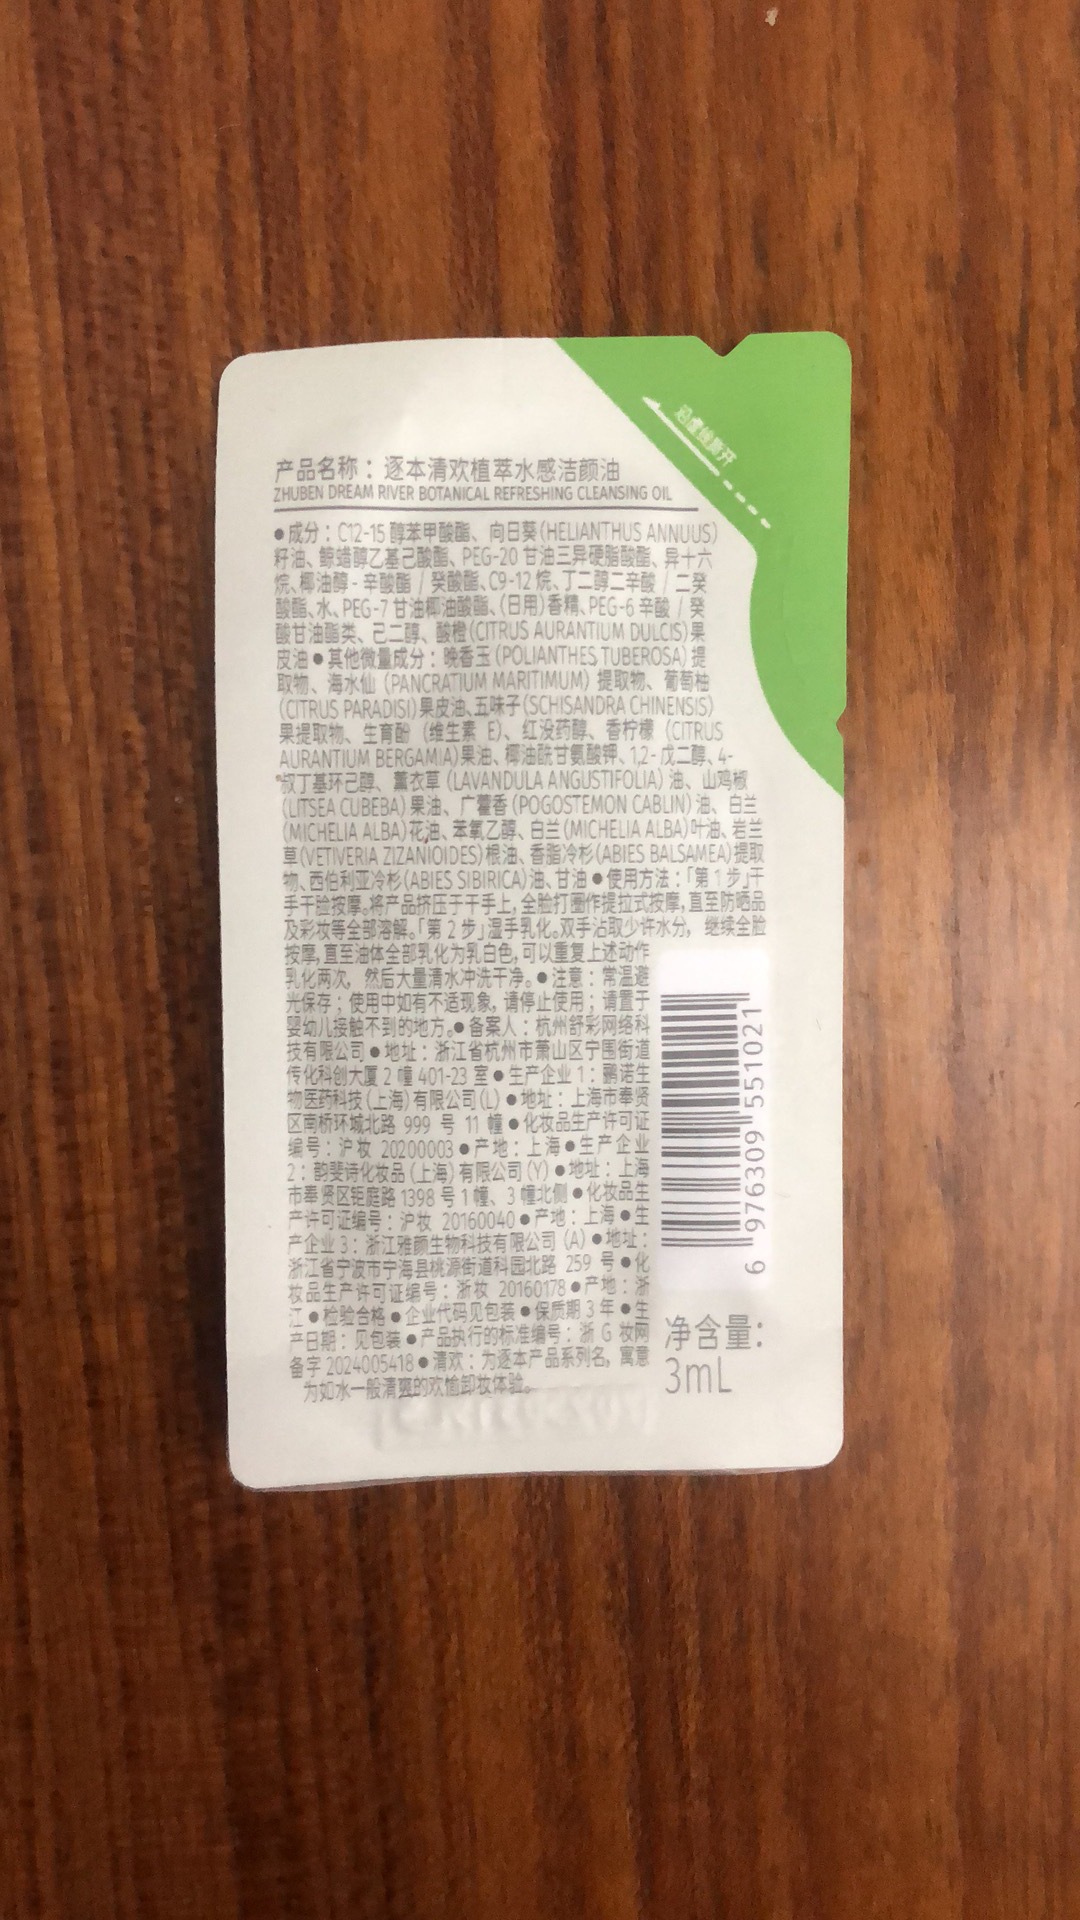 沿虚线撕开
产品名称：逐本清欢植萃水感洁颜油
ZHUBEN DREAM RIVER BOTANICAL REFRESHING CLEANSING OIL
●成分：C12-15 醇苯甲酸酯、向日葵(HELIANTHUS ANNUUS)
籽油、鲸蜡醇乙基己酸酯、PEG-20 甘油三异硬脂酸酯、异十六
烷、椰油醇-辛酸酯/癸酸酯、C9-12 烷、丁二醇二辛酸/二癸
酸酯、水、PEG-7 甘油椰油酸酯、(日用)香精、PEG-6 辛酸/癸
酸甘油酯类、己二醇、酸橙(CITRUS AURANTIUM DULCIS)果
皮油●其他微量成分：晚香玉(POLIANTHES TUBEROSA)提
取物、海水仙(PANCRATIUM MARITIMUM)提取物、葡萄柚
(CITRUS PARADISI)果皮油、五味子(SCHISANDRA CHINENSIS)
果提取物、生育酚(维生素 E)、红没药醇、香柠檬(CITRUS
AURANTIUM BERGAMIA)果油、椰油酰甘氨酸钾、1,2-戊二醇、4-
叔丁基环己醇、薰衣草(LAVANDULA ANGUSTIFOLIA)油、山鸡椒
(LITSEA CUBEBA)果油、广藿香(POGOSTEMON CABLIN)油、白兰
(MICHELIA ALBA)花油、苯氧乙醇、白兰(MICHELIA ALBA)叶油、岩兰
草(VETIVERIA ZIZANIOIDES)根油、香脂冷杉(ABIES BALSAMEA)提取
物、西伯利亚冷杉(ABIES SIBIRICA)油、甘油●使用方法：「第1步」干
手干脸按摩。将产品挤压于干手上，全脸打圈作提拉式按摩，直至防晒品
及彩妆等全部溶解。「第2步」湿手乳化。双手沾取少许水分，继续全脸
按摩，直至油体全部乳化为乳白色，可以重复上述动作
乳化两次，然后大量清水冲洗干净。●注意：常温避
光保存；使用中如有不适现象，请停止使用；请置于
婴幼儿接触不到的地方。●备案人：杭州舒彩网络科
技有限公司●地址：浙江省杭州市萧山区宁围街道
传化科创大厦2幢401-23室●生产企业1：鹂诺生
物医药科技(上海)有限公司(L)●地址：上海市奉贤
区南桥环城北路 999 号 11 幢●化妆品生产许可证
编号：沪妆 20200003●产地：上海●生产企业
2：韵斐诗化妆品(上海)有限公司(Y)●地址：上海
市奉贤区钜庭路1398号1幢、3幢北侧●化妆品生
产许可证编号：沪妆 20160040●产地：上海●生
产企业3：浙江雅颜生物科技有限公司(A)●地址：
浙江省宁波市宁海县桃源街道科园北路 259 号●化
妆品生产许可证编号：浙妆 20160178●产地：浙
江●检验合格●企业代码见包装●保质期3年●生
产日期：见包装●产品执行的标准编号：浙G妆网
备字2024005418●清欢：为逐本产品系列名，寓意
为如水一般清爽的欢愉卸妆体验。
6 976309 551021
净含量：
3mL